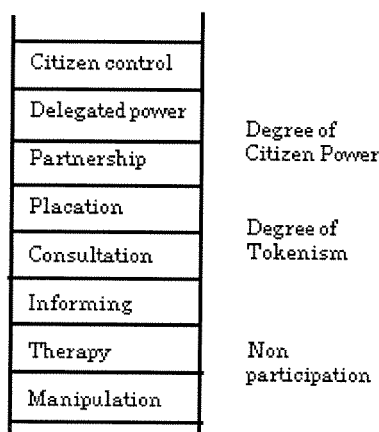 Citizen control
Delegated power
Partnership
Placation
Consultation
Informing
Therapy
Manipulation
Degree of
Citizen Power
Degree of
Tokenism
Non
participation